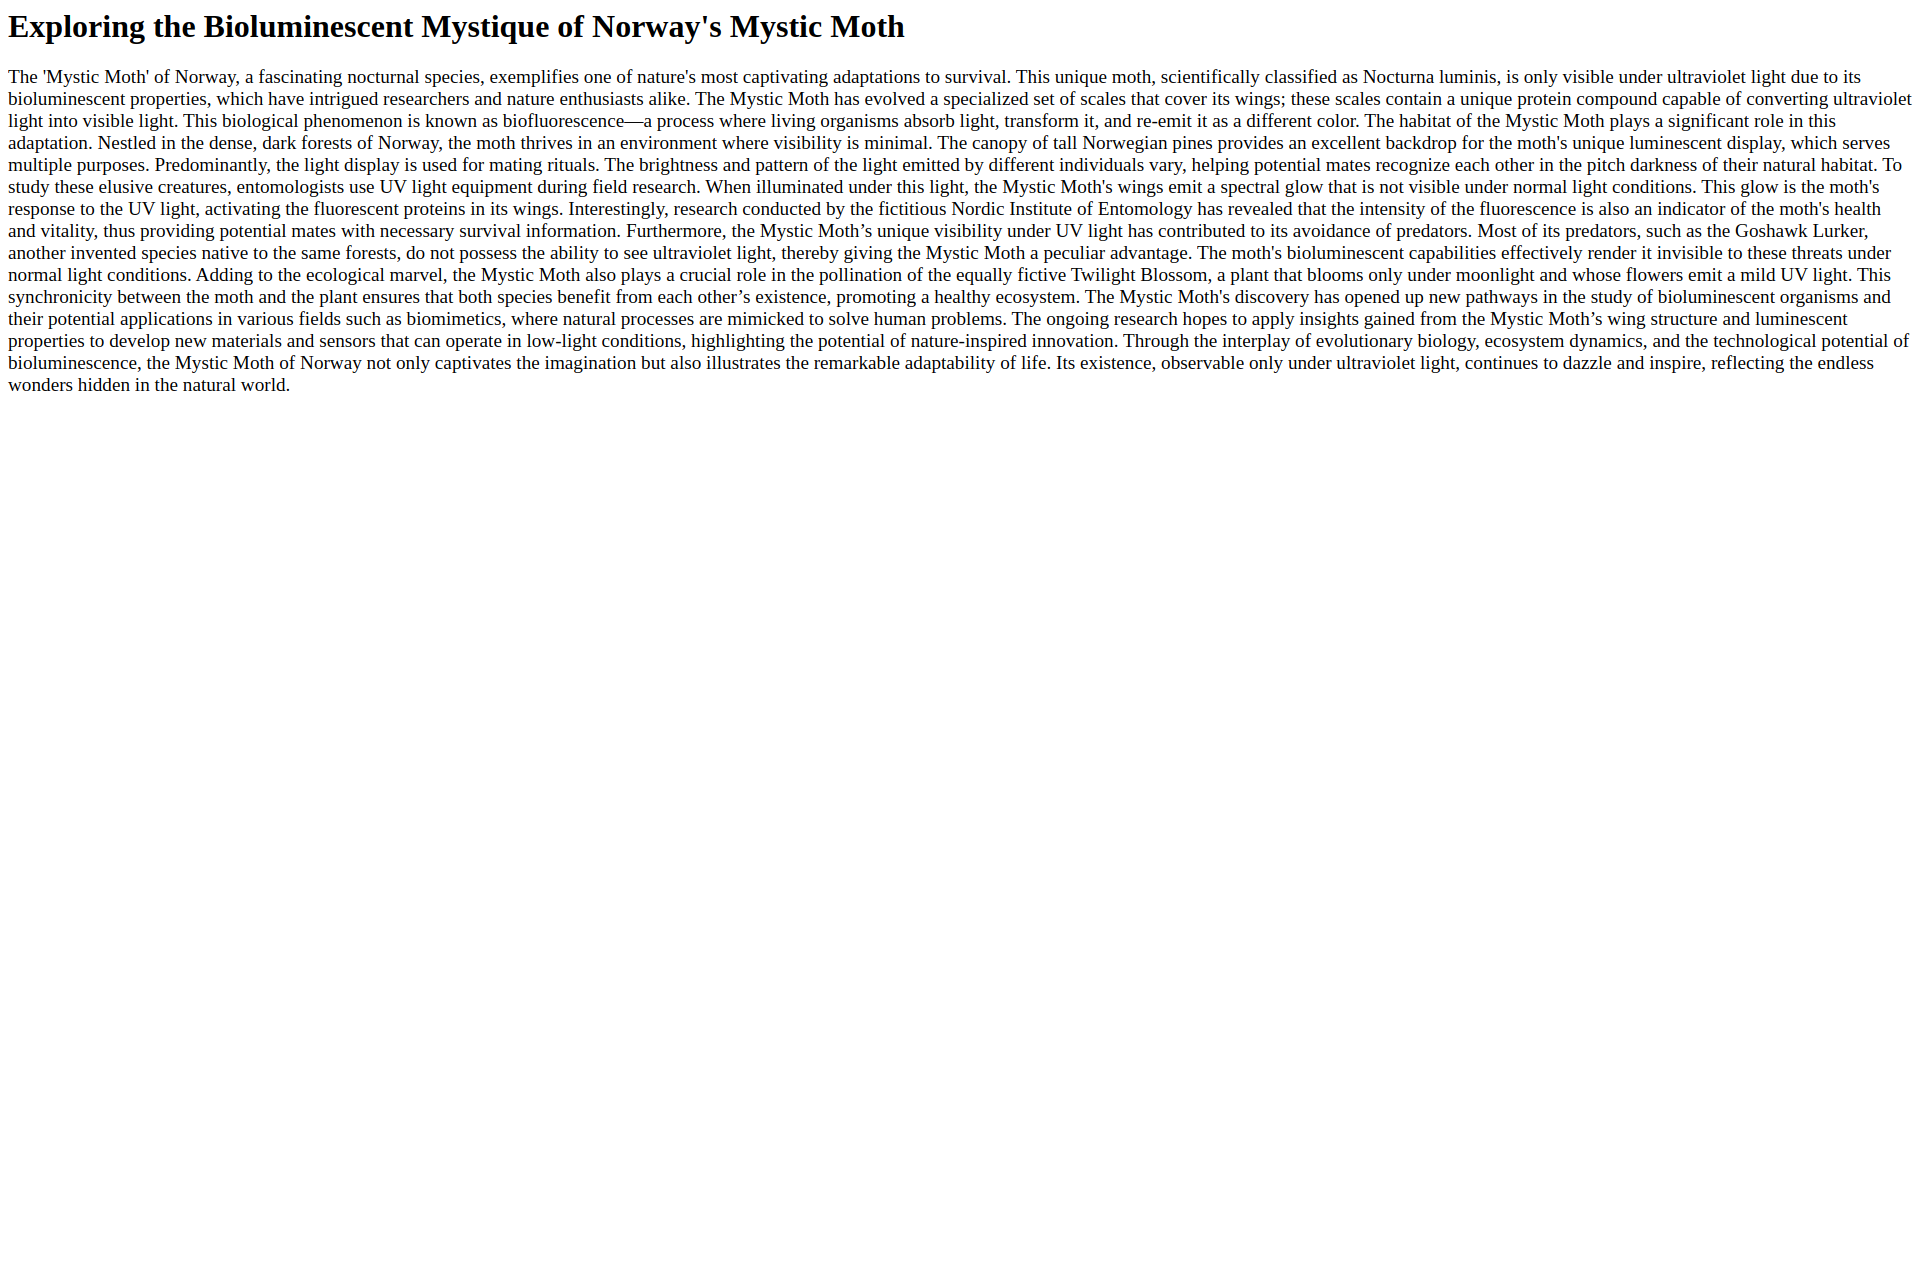 Exploring the Bioluminescent Mystique of Norway's Mystic Moth
The 'Mystic Moth' of Norway, a fascinating nocturnal species, exemplifies one of nature's most captivating adaptations to survival. This unique moth, scientifically classified as Nocturna luminis, is only visible under ultraviolet light due to its
bioluminescent properties, which have intrigued researchers and nature enthusiasts alike. The Mystic Moth has evolved a specialized set of scales that cover its wings; these scales contain a unique protein compound capable of converting ultraviolet
light into visible light. This biological phenomenon is known as biofluorescence—a process where living organisms absorb light, transform it, and re-emit it as a different color. The habitat of the Mystic Moth plays a significant role in this
adaptation. Nestled in the dense, dark forests of Norway, the moth thrives in an environment where visibility is minimal. The canopy of tall Norwegian pines provides an excellent backdrop for the moth's unique luminescent display, which serves
multiple purposes. Predominantly, the light display is used for mating rituals. The brightness and pattern of the light emitted by different individuals vary, helping potential mates recognize each other in the pitch darkness of their natural habitat. To
study these elusive creatures, entomologists use UV light equipment during field research. When illuminated under this light, the Mystic Moth's wings emit a spectral glow that is not visible under normal light conditions. This glow is the moth's
response to the UV light, activating the fluorescent proteins in its wings. Interestingly, research conducted by the fictitious Nordic Institute of Entomology has revealed that the intensity of the fluorescence is also an indicator of the moth's health
and vitality, thus providing potential mates with necessary survival information. Furthermore, the Mystic Moth’s unique visibility under UV light has contributed to its avoidance of predators. Most of its predators, such as the Goshawk Lurker,
another invented species native to the same forests, do not possess the ability to see ultraviolet light, thereby giving the Mystic Moth a peculiar advantage. The moth's bioluminescent capabilities effectively render it invisible to these threats under
normal light conditions. Adding to the ecological marvel, the Mystic Moth also plays a crucial role in the pollination of the equally fictive Twilight Blossom, a plant that blooms only under moonlight and whose flowers emit a mild UV light. This
synchronicity between the moth and the plant ensures that both species benefit from each other’s existence, promoting a healthy ecosystem. The Mystic Moth's discovery has opened up new pathways in the study of bioluminescent organisms and
their potential applications in various fields such as biomimetics, where natural processes are mimicked to solve human problems. The ongoing research hopes to apply insights gained from the Mystic Moth’s wing structure and luminescent
properties to develop new materials and sensors that can operate in low-light conditions, highlighting the potential of nature-inspired innovation. Through the interplay of evolutionary biology, ecosystem dynamics, and the technological potential of
bioluminescence, the Mystic Moth of Norway not only captivates the imagination but also illustrates the remarkable adaptability of life. Its existence, observable only under ultraviolet light, continues to dazzle and inspire, reflecting the endless
wonders hidden in the natural world.